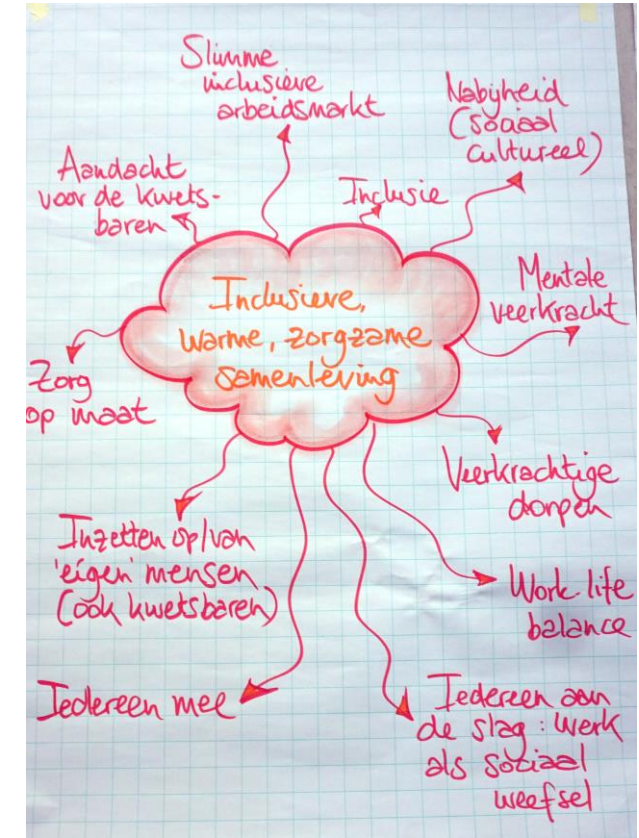 Slimme
inclusieve
arbeidsmarkt
Nabijheid
(sociaal
cultureel)
Aandacht
voor de kwets-
baren
Inclusie
Inclusieve,
warme, zorgzame
samenleving
Mentale
veerkracht
Zorg
op maat
Veerkrachtige
dorpen
Inzetten op/van
'eigen' mensen
(ook kwetsbaren)
Work life
balance
Iedereen mee
Iedereen aan
de slag : werk
als sociaal
weefsel